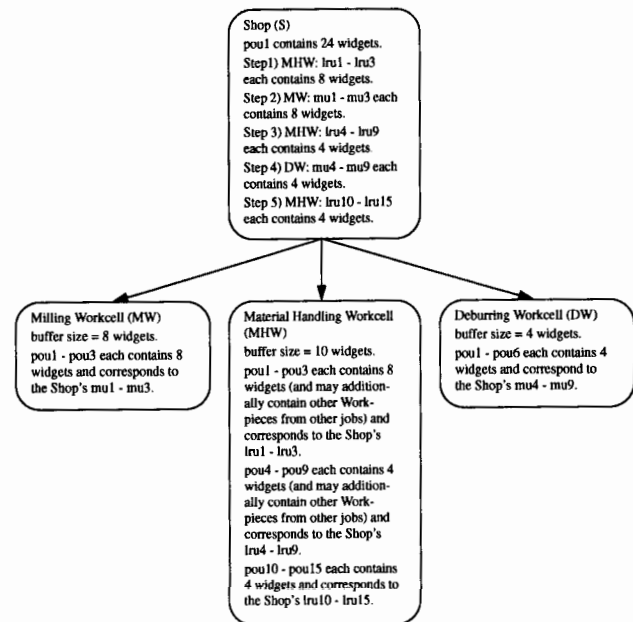 Shop (S)
pou1 contains 24 widgets.
Step1) MHW: lru1 - lru3
each contains 8 widgets.
Step 2) MW: mu1 - mu3 each
contains 8 widgets.
Step 3) MHW: lru4 - lru9
each contains 4 widgets
Step 4) DW: mu4 - mu9 each
contains 4 widgets.
Step 5) MHW: lru10 - lru15
each contains 4 widgets.
Milling Workcell (MW)
buffer size = 8 widgets.
pou1 - pou3 each contains 8
widgets and corresponds to
the Shop's mu1 - mu3.
Material Handling Workcell
(MHW)
buffer size = 10 widgets.
pou1 - pou3 each contains 8
widgets (and may addition-
ally contain other Work-
pieces from other jobs) and
corresponds to the Shop's
lru1 - lru3.
pou4 - pou9 each contains 4
widgets (and may addition-
ally contain other Work-
pieces from other jobs) and
corresponds to the Shop's
lru4 - lru9.
pou10 - pou15 each contains
4 widgets and corresponds to
the Shop's lru10 - lru15.
Deburring Workcell (DW)
buffer size = 4 widgets.
pou1 - pou6 each contains 4
widgets and correspond to
the Shop's mu4 - mu9.